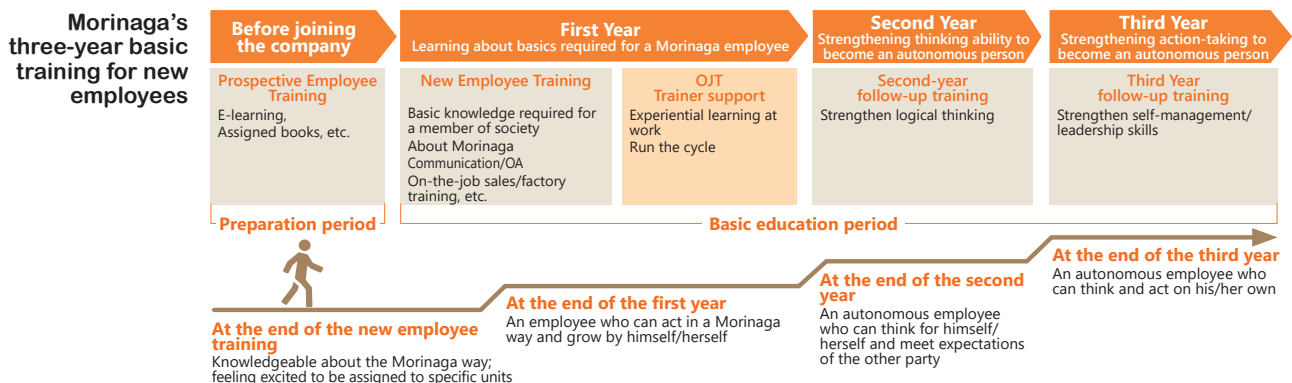 Morinaga's
three-year basic
training for new
employees
Before joining
the company
First Year
Learning about basics required for a Morinaga employee
Second Year
Strengthening thinking ability to
become an autonomous person
Third Year
Strengthening action-taking to
become an autonomous person
Prospective Employee
Training
E-learning,
Assigned books, etc.
New Employee Training
Basic knowledge required for
a member of society
About Morinaga
Communication/OA
On-the-job sales/factory
training, etc.
OJT
Trainer support
Experiential learning at
work
Run the cycle
Second-year
follow-up training
Strengthen logical thinking
Third Year
follow-up training
Strengthen self-management/
leadership skills
Preparation period
Basic education period
At the end of the new employee
training
Knowledgeable about the Morinaga way;
feeling excited to be assigned to specific units
At the end of the first year
An employee who can act in a Morinaga
way and grow by himself/herself
At the end of the second
year
An autonomous employee
who can think for himself/
herself and meet expectations
of the other party
At the end of the third year
An autonomous employee who
can think and act on his/her own